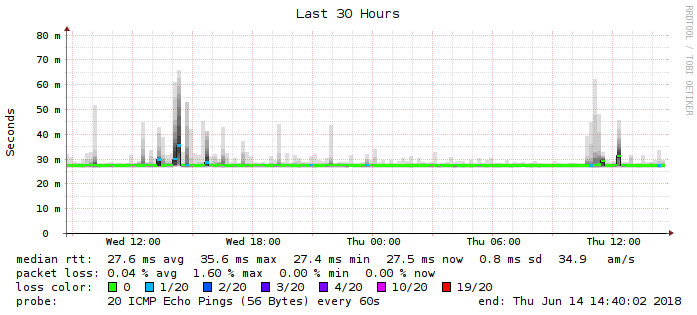 Last 30 Hours
RRDTOOL / TOBI OETIKER
Seconds
80 m
70 m
60 m
50 m
40 m
30 m
20 m
10 m
0
Wed 12:00 Wed 18:00 Thu 00:00 Thu 06:00 Thu 12:00
median rtt: 27.6 ms avg 35.6 ms max 27.4 ms min 27.5 ms now 0.8 ms sd 34.9 am/s
packet loss: 0.04 % avg 1.60 % max 0.00 % min 0.00 % now
loss color: 0 1/20 2/20 3/20 4/20 10/20 19/20
probe: 20 ICMP Echo Pings (56 Bytes) every 60s end: Thu Jun 14 14:40:02 2018